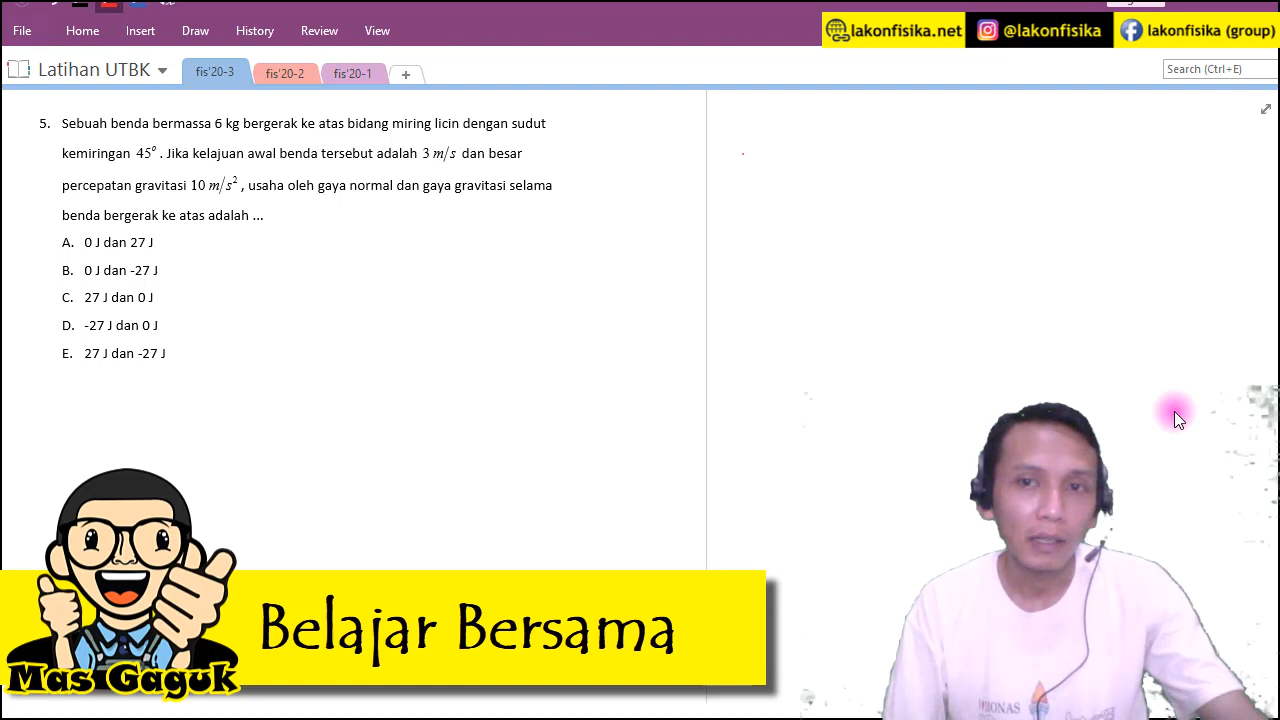 File Home Insert Draw History Review View
lakonfisika.net @lakonfisika lakonfisika (group)
Latihan UTBK fis'20-3 fis'20-2 fis'20-1 +
Search (Ctrl+E)
5. Sebuah benda bermassa 6 kg bergerak ke atas bidang miring licin dengan sudut
kemiringan 45° . Jika kelajuan awal benda tersebut adalah 3 m/s dan besar
percepatan gravitasi 10 m/s², usaha oleh gaya normal dan gaya gravitasi selama
benda bergerak ke atas adalah ...
A. 0 J dan 27 J
B. 0 J dan -27 J
C. 27 J dan 0 J
D. -27 J dan 0 J
E. 27 J dan -27 J
Belajar Bersama
Mas Gaguk